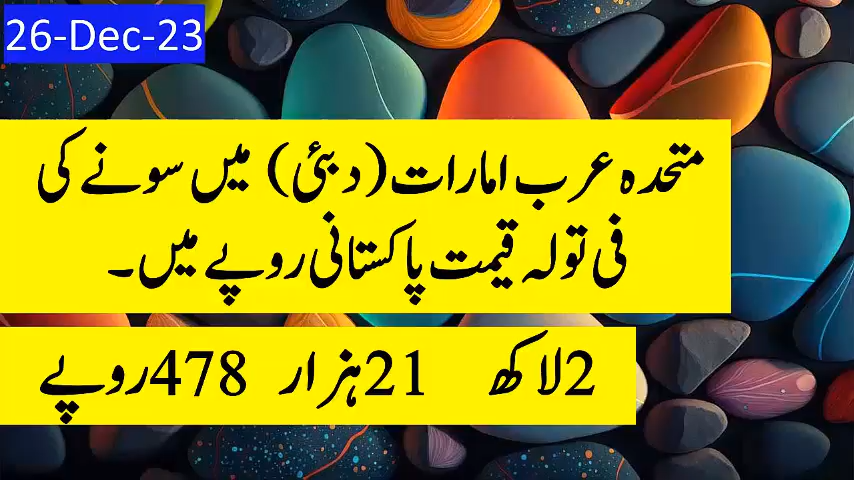 26-Dec-23
متحدہ عرب امارات (دبئی) میں سونے کی
فی تولہ قیمت پاکستانی روپے میں۔
2لاکھ 21ہزار 478روپے